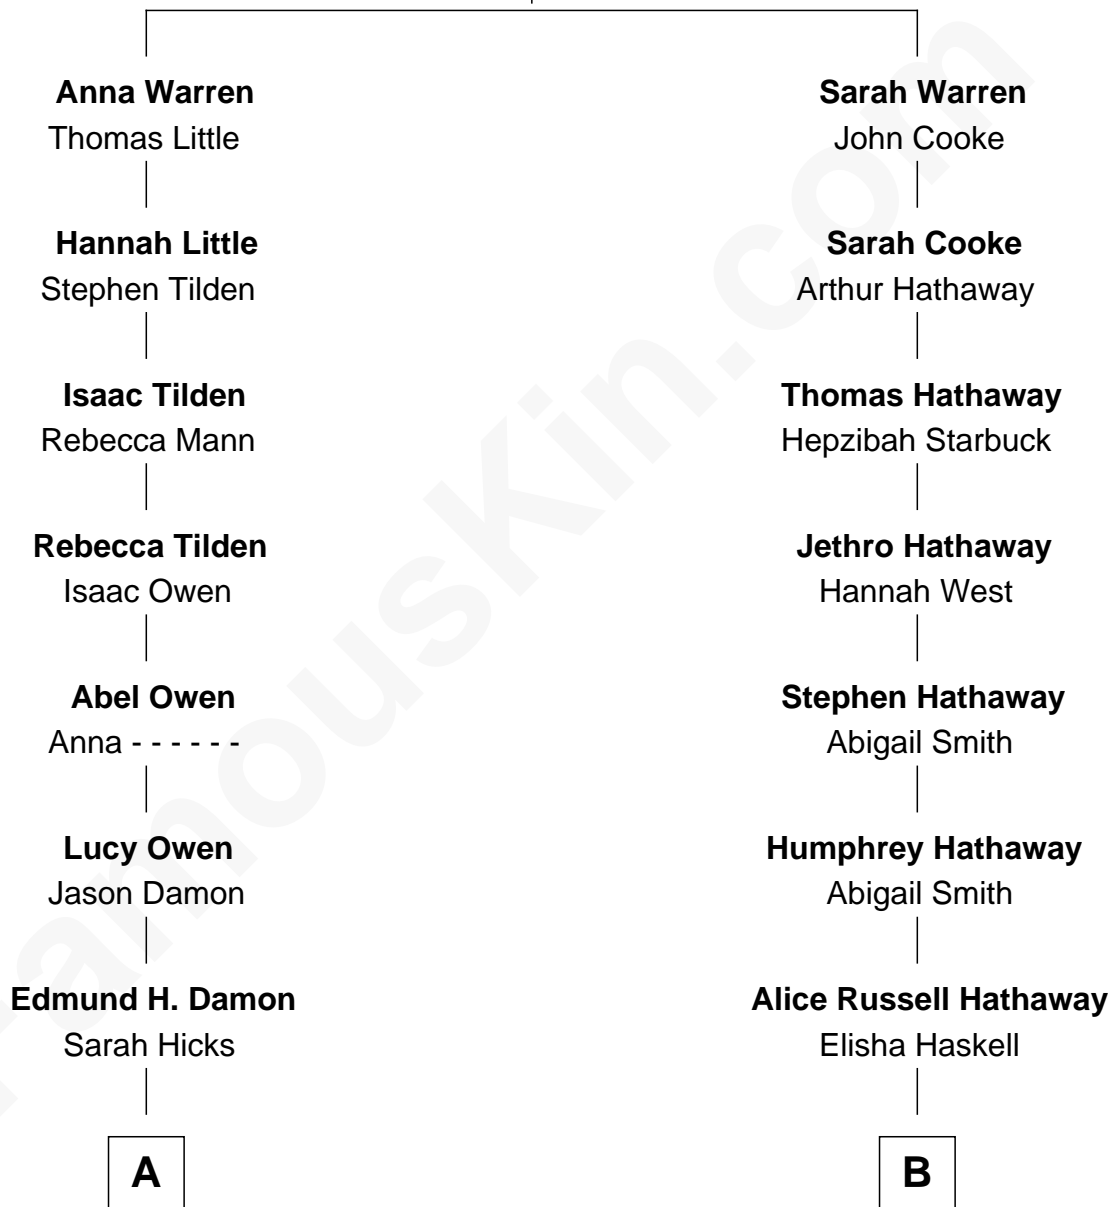 Anna Warren
Thomas Little
Hannah Little
Stephen Tilden
Isaac Tilden
Rebecca Mann
Rebecca Tilden
Isaac Owen
Abel Owen
Anna - - - - - -
Lucy Owen
Jason Damon
Edmund H. Damon
Sarah Hicks
A
Sarah Warren
John Cooke
Sarah Cooke
Arthur Hathaway
Thomas Hathaway
Hepzibah Starbuck
Jethro Hathaway
Hannah West
Stephen Hathaway
Abigail Smith
Humphrey Hathaway
Abigail Smith
Alice Russell Hathaway
Elisha Haskell
B
FamousKin.com